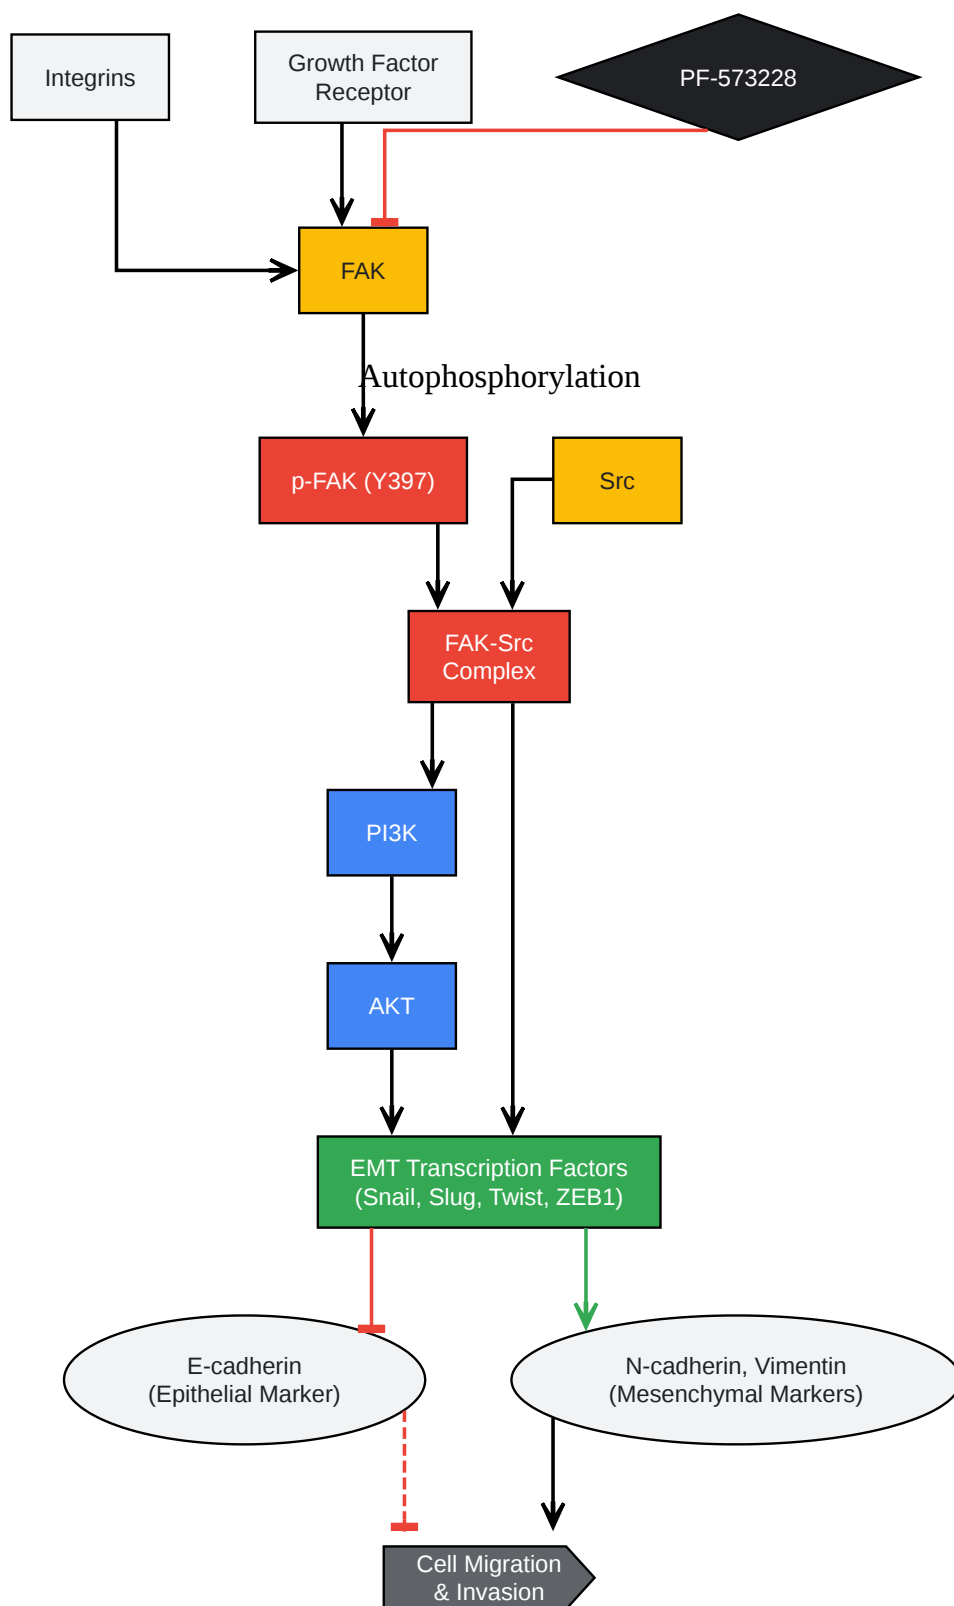 Integrins
Growth Factor
Receptor
PF-573228
FAK
Autophosphorylation
p-FAK (Y397)
Src
FAK-Src
Complex
PI3K
AKT
EMT Transcription Factors
(Snail, Slug, Twist, ZEB1)
E-cadherin
(Epithelial Marker)
N-cadherin, Vimentin
(Mesenchymal Markers)
Cell Migration
& Invasion